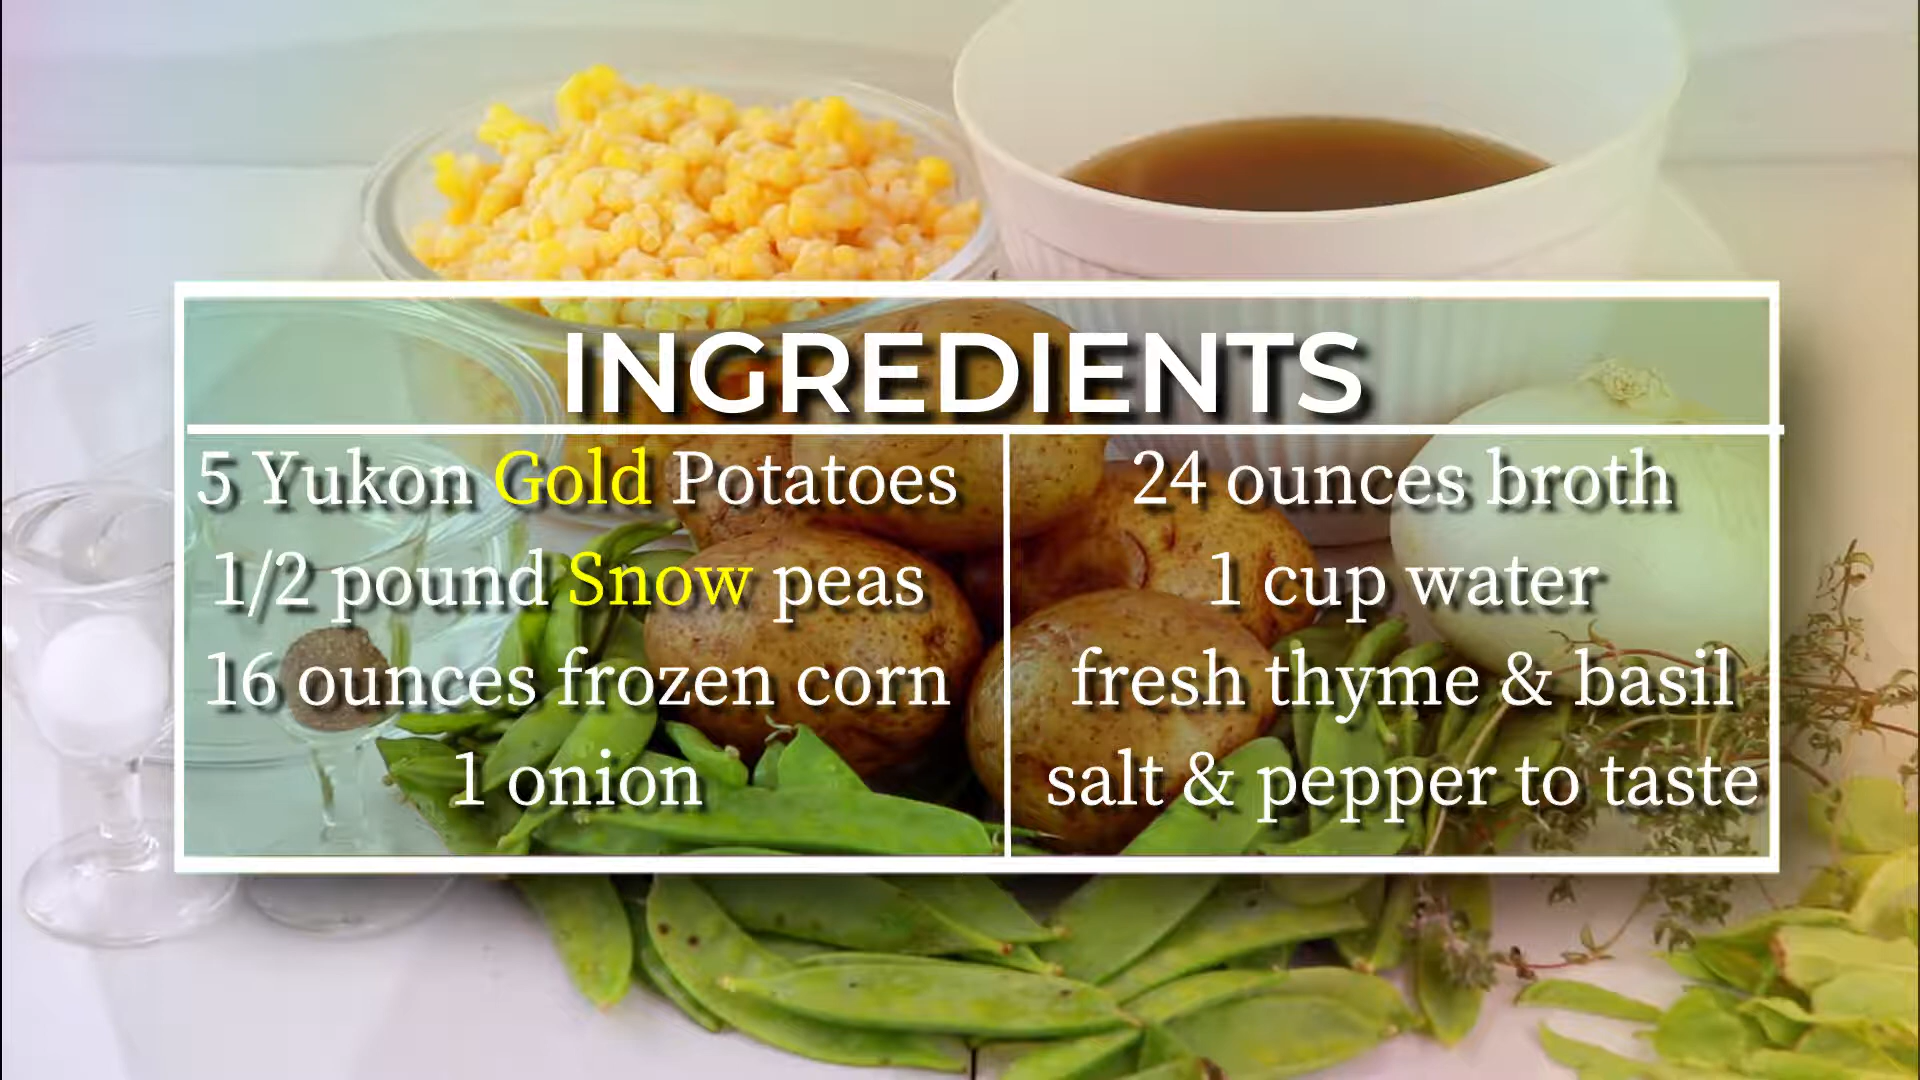 INGREDIENTS
5 Yukon Gold Potatoes
1/2 pound Snow peas
16 ounces frozen corn
1 onion
24 ounces broth
1 cup water
fresh thyme & basil
salt & pepper to taste